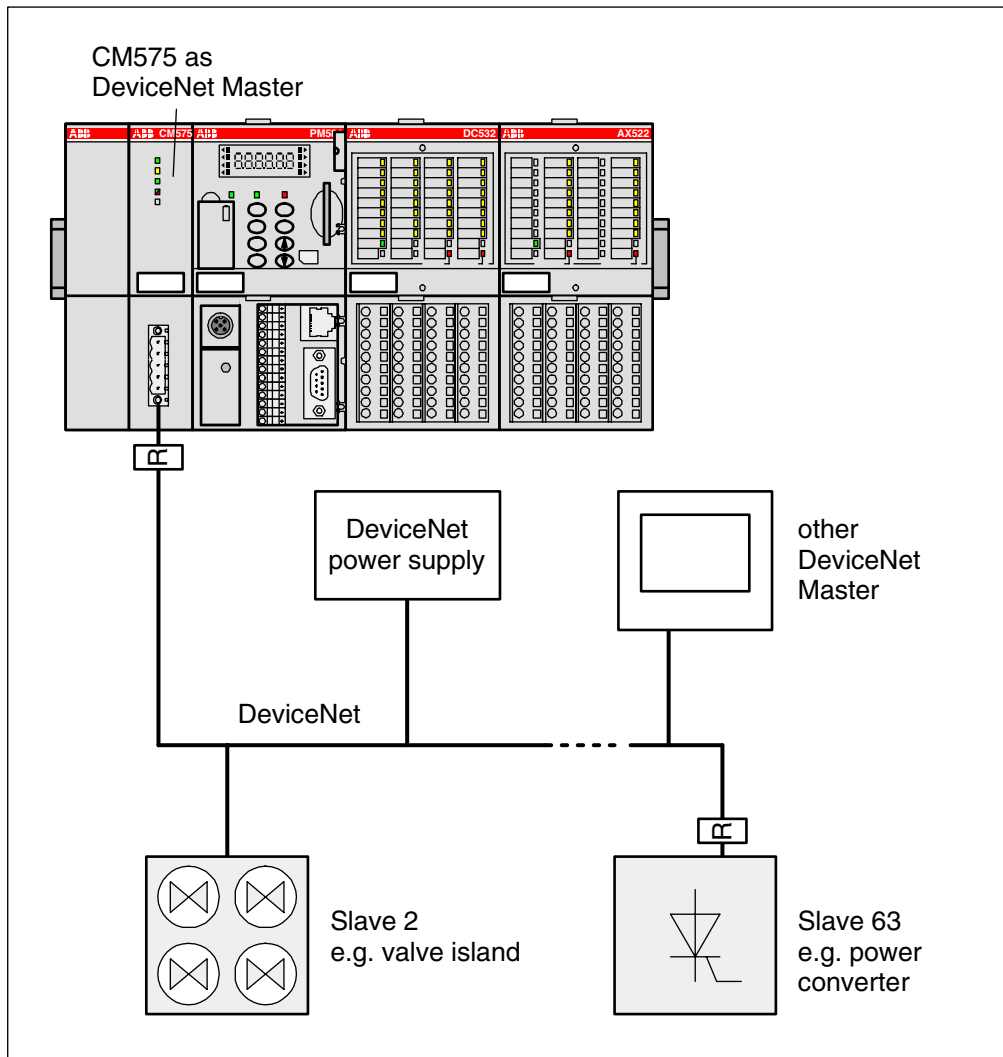 CM575 as
DeviceNet Master
ABB
ABB CM575
ABB PM5
ABB DC532
ABB AX522
R
DeviceNet
power supply
other
DeviceNet
Master
DeviceNet
R
Slave 2
e.g. valve island
Slave 63
e.g. power
converter